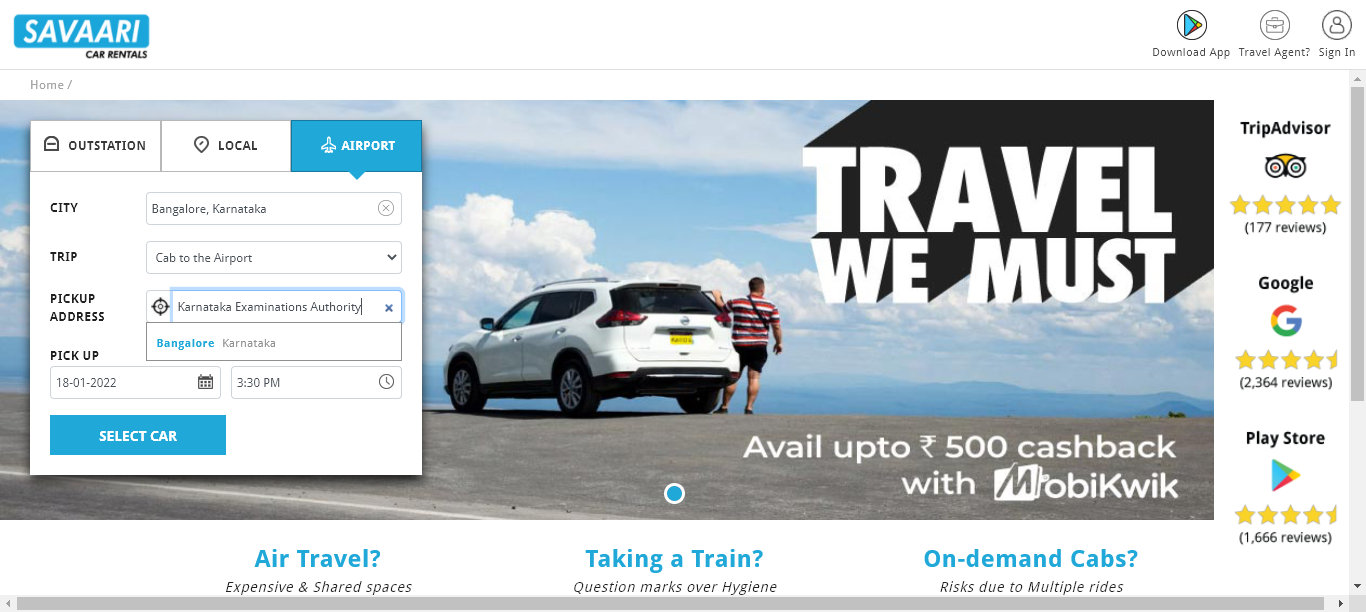 SAVAARI
CAR RENTALS
Download App
Travel Agent?
Sign In
Home /
OUTSTATION
LOCAL
AIRPORT
CITY
Bangalore, Karnataka
TRIP
Cab to the Airport
PICKUP
ADDRESS
Karnataka Examinations Authority
×
Bangalore Karnataka
PICK UP
18-01-2022
3:30 PM
SELECT CAR
TRAVEL
WE MUST
Avail upto ₹ 500 cashback
with MobiKwik
TripAdvisor
(177 reviews)
Google
(2,364 reviews)
Play Store
(1,666 reviews)
Air Travel?
Expensive & Shared spaces
Taking a Train?
Question marks over Hygiene
On-demand Cabs?
Risks due to Multiple rides